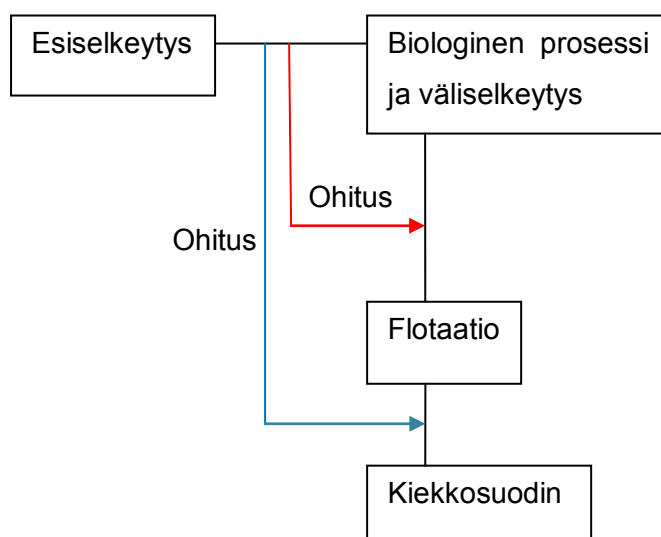 Esiselkeytys
Biologinen prosessi
ja väliselkeytys
Ohitus
Ohitus
Flotaatio
Kiekkosuodin